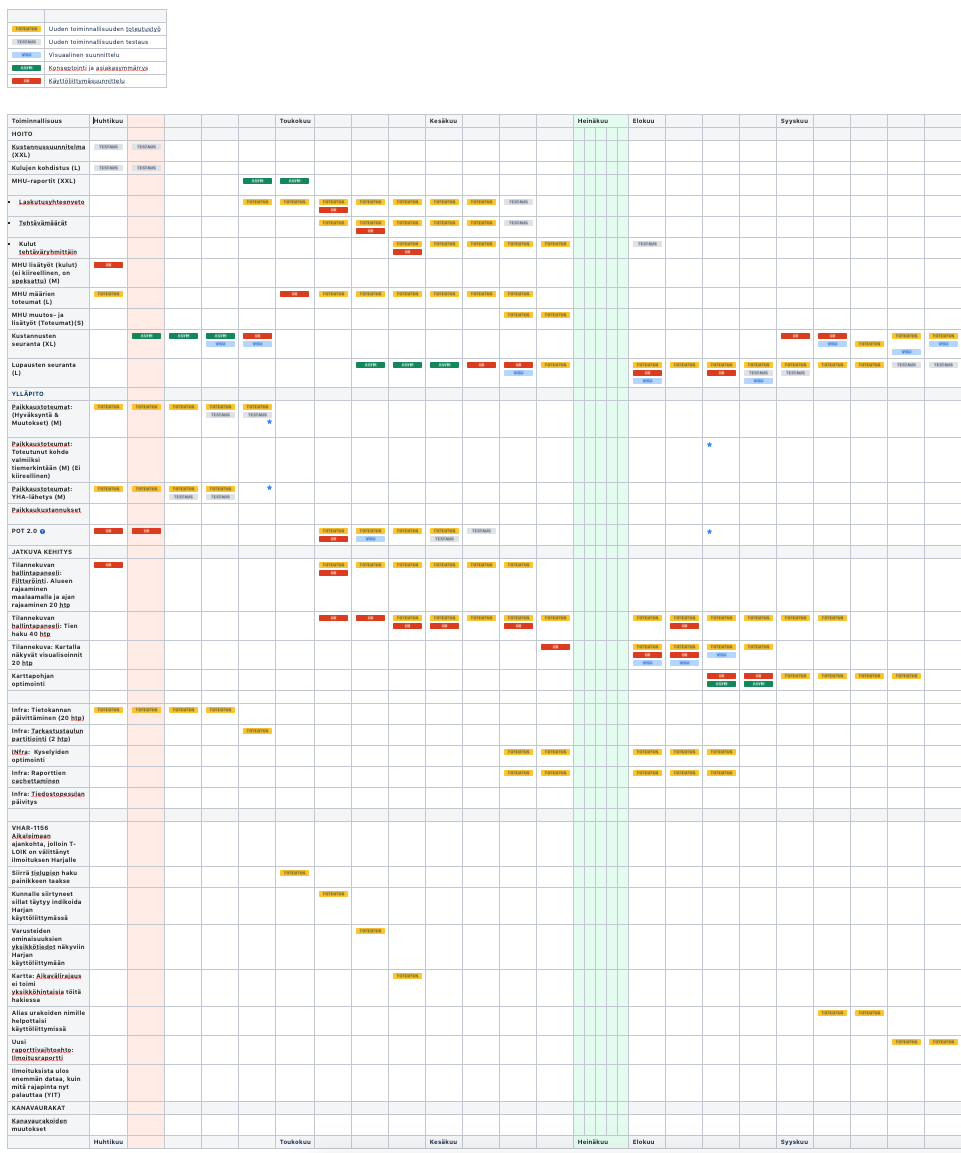 TOTEUTUS Uuden toiminnallisuuden toteutustyö
TESTAUS Uuden toiminnallisuuden testaus
VISU Visuaalinen suunnittelu
ASYM Konseptointi ja asiakasymmärrys
UX Käyttöliittymäsuunnittelu
Toiminnallisuus Huhtikuu Toukokuu Kesäkuu Heinäkuu Elokuu Syyskuu
HOITO
Kustannussuunnitelma TESTAUS TESTAUS
(XXL)
Kulujen kohdistus (L) TESTAUS TESTAUS
MHU-raportit (XXL) ASYM ASYM
Laskutusyhteenveto TOTEUTUS TOTEUTUS TOTEUTUS TOTEUTUS TOTEUTUS TOTEUTUS TOTEUTUS TESTAUS
UX
Tehtävämäärät TOTEUTUS TOTEUTUS TOTEUTUS TOTEUTUS TOTEUTUS TESTAUS
UX
Kulut TOTEUTUS TOTEUTUS TOTEUTUS TOTEUTUS TOTEUTUS TESTAUS
tehtäväryhmittäin UX
MHU lisätyöt (kulut) UX
(ei kiireellinen, on
speksattu) (M)
MHU määrien TOTEUTUS UX TOTEUTUS TOTEUTUS TOTEUTUS TOTEUTUS TOTEUTUS TOTEUTUS
toteumat (L)
MHU muutos- ja TOTEUTUS TOTEUTUS
lisätyöt (Toteumat)(S)
Kustannusten ASYM ASYM ASYM UX UX UX TOTEUTUS TOTEUTUS
seuranta (XL) VISU VISU VISU TOTEUTUS VISU
VISU
Lupausten seuranta ASYM ASYM ASYM UX UX TOTEUTUS TOTEUTUS TOTEUTUS TOTEUTUS TOTEUTUS TOTEUTUS TOTEUTUS TOTEUTUS TESTAUS TESTAUS
(L) VISU UX UX TESTAUS TESTAUS
VISU VISU
YLLÄPITO
Paikkaustoteumat: TOTEUTUS TOTEUTUS TOTEUTUS TOTEUTUS TOTEUTUS
(Hyväksyntä & TESTAUS TESTAUS
Muutokset) (M)
Paikkaustoteumat:
Toteutunut kohde
valmiiksi
tiemerkintään (M) (Ei
kiireellinen)
Paikkaustoteumat: TOTEUTUS TOTEUTUS TOTEUTUS TOTEUTUS
YHA-lähetys (M) TESTAUS TESTAUS
Paikkaukustannukset
POT 2.0 UX UX TOTEUTUS TOTEUTUS TOTEUTUS TOTEUTUS TESTAUS
UX VISU TESTAUS
JATKUVA KEHITYS
Tilannekuvan UX TOTEUTUS TOTEUTUS TOTEUTUS TOTEUTUS TOTEUTUS TOTEUTUS
hallintapaneeli: UX
Filtteröinti. Alueen
rajaaminen
maalaamalla ja ajan
rajaaminen 20 htp
Tilannekuvan UX UX TOTEUTUS TOTEUTUS TOTEUTUS TOTEUTUS TOTEUTUS TOTEUTUS TOTEUTUS TOTEUTUS TOTEUTUS TOTEUTUS TOTEUTUS
hallintapaneeli: Tien UX UX UX UX
haku 40 htp
Tilannekuva: Kartalla UX TOTEUTUS TOTEUTUS TOTEUTUS TOTEUTUS
näkyvät visualisoinnit UX UX VISU
20 htp VISU VISU
Karttapohjan UX UX TOTEUTUS TOTEUTUS TOTEUTUS TOTEUTUS
optimointi ASYM ASYM
Infra: Tietokannan TOTEUTUS TOTEUTUS TOTEUTUS TOTEUTUS
päivittäminen (20 htp)
Infra: Tarkastustaulun TOTEUTUS
partitiointi (2 htp)
INfra: Kyselyiden TOTEUTUS TOTEUTUS TOTEUTUS TOTEUTUS TOTEUTUS
optimointi
Infra: Raporttien TOTEUTUS TOTEUTUS TOTEUTUS TOTEUTUS TOTEUTUS
cachettaminen
Infra: Tiedostopesulan
päivitys
VHAR-1156
Aikaleimaan
ajankohta, jolloin T-
LOIK on välittänyt
ilmoituksen Harjalle
Siirrä tielupien haku TOTEUTUS
painikkeen taakse
Kunnalle siirtyneet TOTEUTUS
sillat täytyy indikoida
Harjan
käyttöliittymässä
Varusteiden TOTEUTUS
ominaisuuksien
yksikkötiedot näkyviin
Harjan
käyttöliittymään
Kartta: Aikavälirajaus TOTEUTUS
ei toimi
yksikköhintaisia töitä
hakiessa
Alias urakoiden nimille TOTEUTUS TOTEUTUS
helpottaisi
käyttöliittymissä
Uusi TOTEUTUS TOTEUTUS
raporttivaihtoehto:
Ilmoitusraportti
Ilmoituksista ulos
enemmän dataa, kuin
mitä rajapinta nyt
palauttaa (YIT)
KANAVAURAKAT
Kanavaurakoiden
muutokset
Huhtikuu Toukokuu Kesäkuu Heinäkuu Elokuu Syyskuu